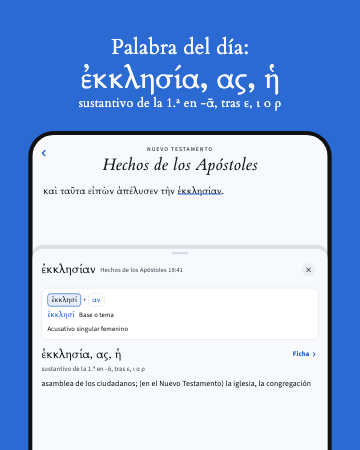 Palabra del día:
ἐκκλησία, ας, ἡ
sustantivo de la 1.ª en -ᾱ, tras ε, ι ο ρ
NUEVO TESTAMENTO
Hechos de los Apóstoles
καὶ ταῦτα εἰπὼν ἀπέλυσεν τὴν ἐκκλησίαν.
ἐκκλησίαν Hechos de los Apóstoles 19:41
ἐκκλησί + αν
ἐκκλησί Base o tema
Acusativo singular femenino
ἐκκλησία, ας, ἡ Ficha
sustantivo de la 1.ª en -ᾱ, tras ε, ι ο ρ
asamblea de los ciudadanos; (en el Nuevo Testamento) la iglesia, la congregación